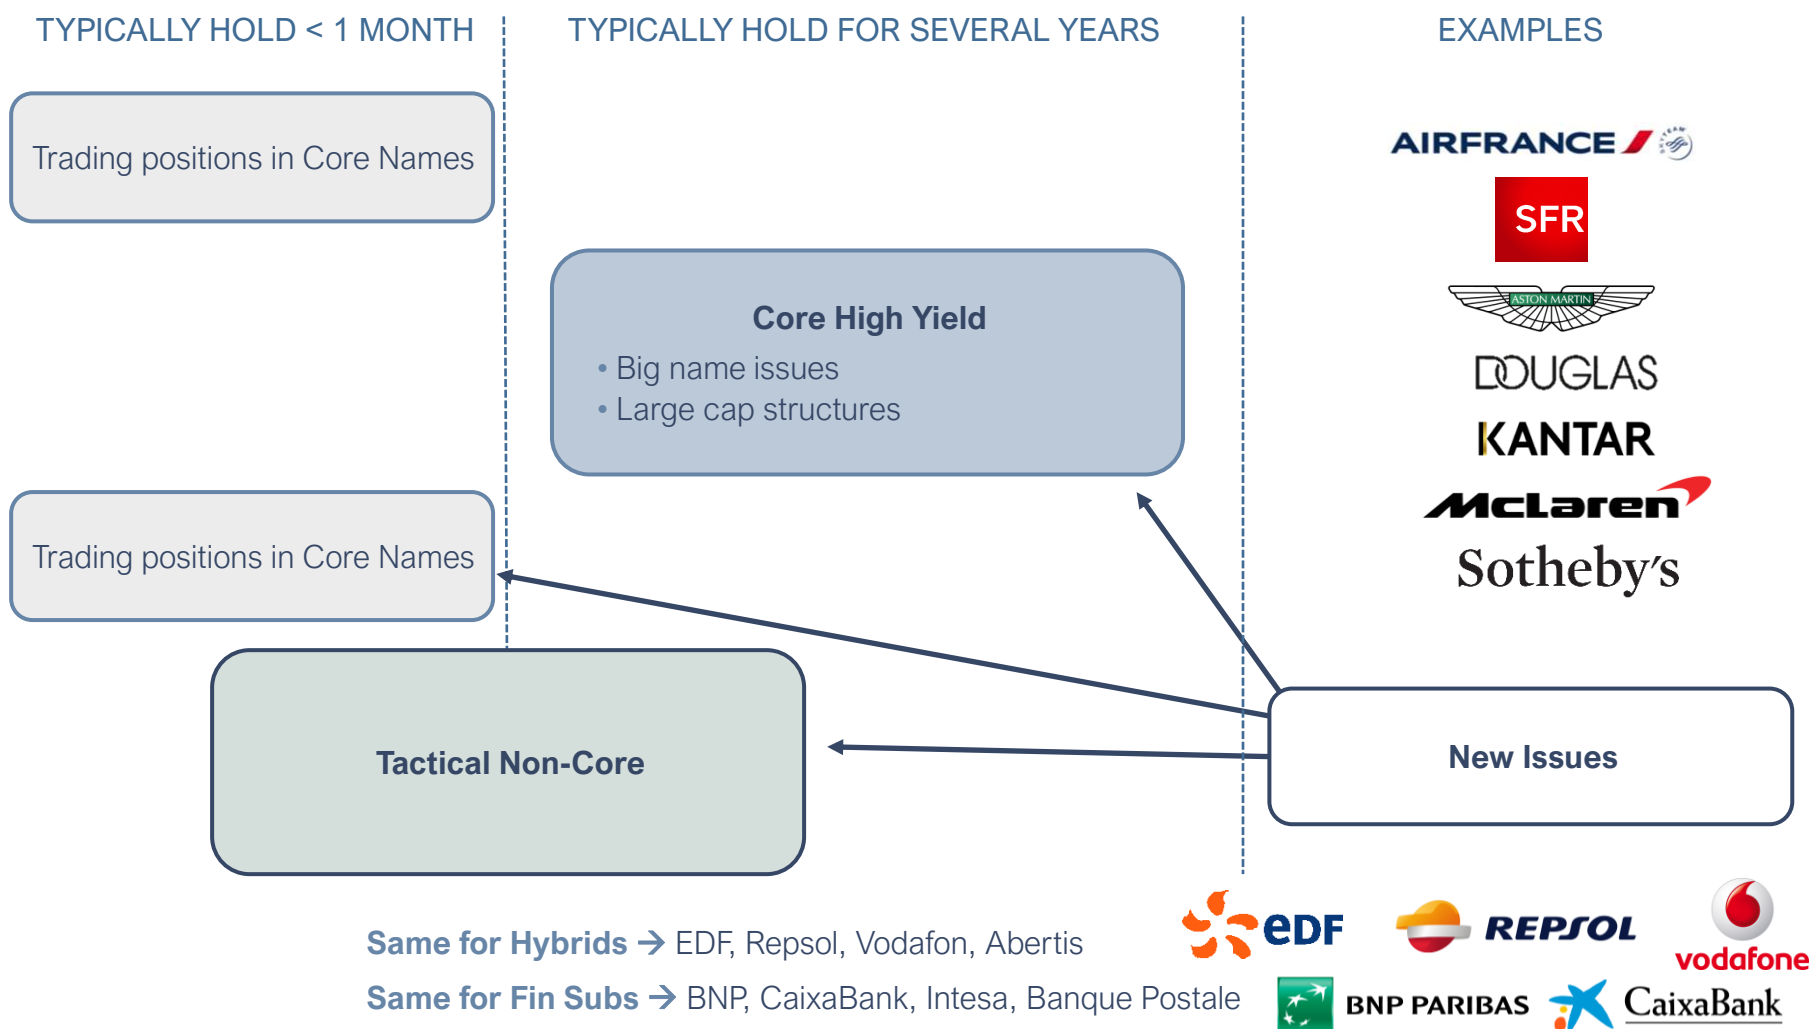 TYPICALLY HOLD < 1 MONTH
TYPICALLY HOLD FOR SEVERAL YEARS
EXAMPLES
Trading positions in Core Names
AIRFRANCE
SKYTEAM
SFR
Core High Yield
• Big name issues
• Large cap structures
ASTON MARTIN
DOUGLAS
KANTAR
McLaren
Trading positions in Core Names
Sotheby's
Tactical Non-Core
New Issues
Same for Hybrids → EDF, Repsol, Vodafon, Abertis
eDF
REPSOL
vodafone
Same for Fin Subs → BNP, CaixaBank, Intesa, Banque Postale
BNP PARIBAS
CaixaBank